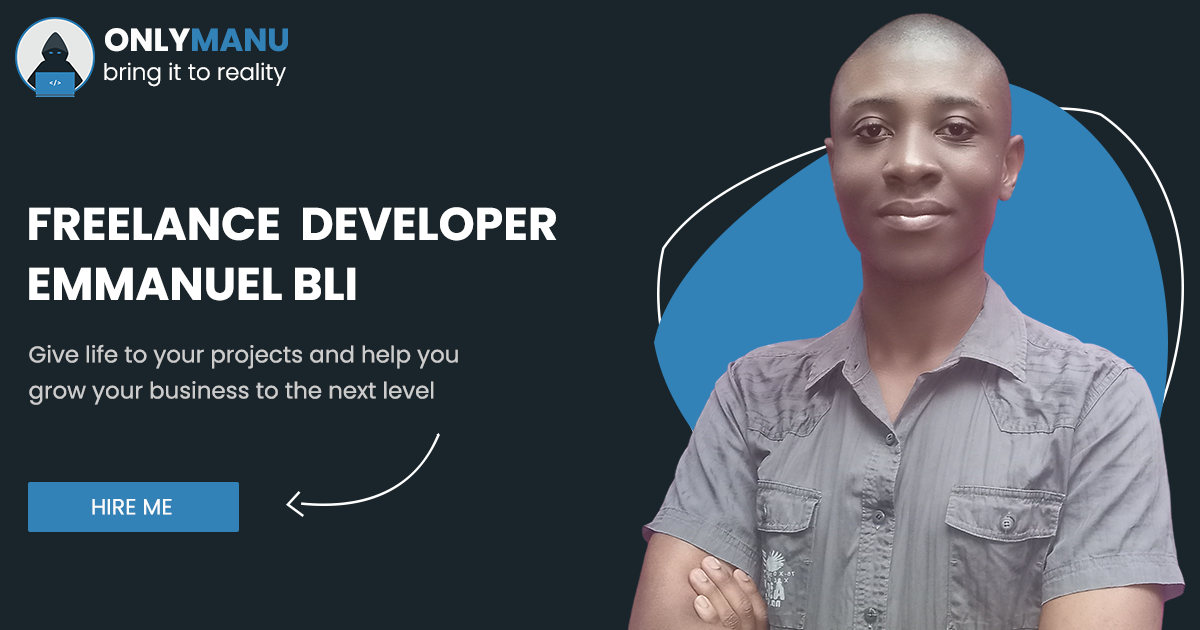 ONLYMANU
bring it to reality
</>
FREELANCE DEVELOPER
EMMANUEL BLI
Give life to your projects and help you
grow your business to the next level
HIRE ME